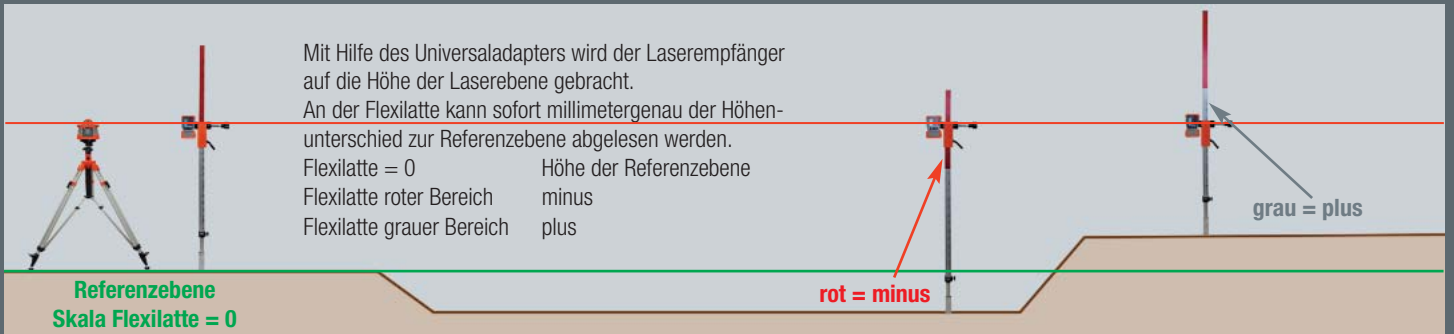 Mit Hilfe des Universaladapters wird der Laserempfänger
auf die Höhe der Laserebene gebracht.
An der Flexilatte kann sofort millimetergenau der Höhen-
unterschied zur Referenzebene abgelesen werden.
Flexilatte = 0 Höhe der Referenzebene
Flexilatte roter Bereich minus
Flexilatte grauer Bereich plus
grau = plus
rot = minus
Referenzebene
Skala Flexilatte = 0